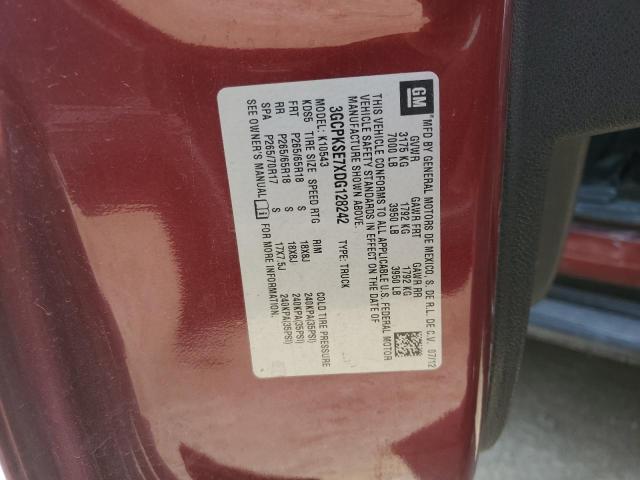 GM
MFD BY GENERAL MOTORS DE MEXICO S. DE R.L. DE C.V. 07/12
GVWR GAWR FRT GAWR RR
3175 KG 1792 KG 1792 KG
7000 LB 3950 LB 3950 LB
THIS VEHICLE CONFORMS TO ALL APPLICABLE U.S. FEDERAL MOTOR
VEHICLE SAFETY STANDARDS IN EFFECT ON THE DATE OF
MANUFACTURE SHOWN ABOVE.
3GCPKSE7XDG128242 TYPE: TRUCK
MODEL: K10543
KDS5 TIRE SIZE SPEED RTG RIM COLD TIRE PRESSURE
FRT P265/65R18 S 18X8J 240KPA(35PSI)
RR P265/65R18 S 18X8J 240KPA(35PSI)
SPA P265/70R17 S 17X7.5J 240KPA(35PSI)
SEE OWNER'S MANUAL FOR MORE INFORMATION.